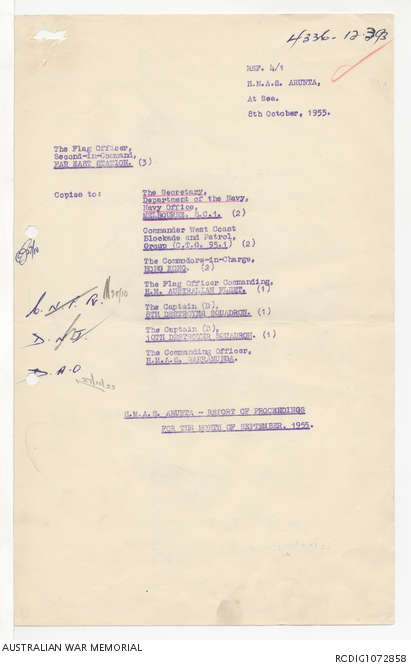 4336-12-393
REF. 4/1
H.M.A.S. ARUNTA,
At Sea.
8th October, 1955.
The Flag Officer,
Second-in-Command,
FAR EAST STATION. (3)
Copies to:
The Secretary,
Department of the Navy,
Navy Office,
MELBOURNE. S.C.1. (2)
Commander West Coast
Blockade and Patrol,
Group (C.T.G. 95.1) (2)
The Commodore-in-Charge,
HONG KONG. (2)
The Flag Officer Commanding,
H.M. AUSTRALIAN FLEET. (1)
The Captain (D),
8TH DESTROYER SQUADRON. (1)
The Captain (D),
10TH DESTROYER SQUADRON. (1)
The Commanding Officer,
H.M.A.S. WARRAMUNGA.
D.A.O
H.M.A.S. ARUNTA - REPORT OF PROCEEDINGS
FOR THE MONTH OF SEPTEMBER. 1955.
AUSTRALIAN WAR MEMORIAL
RCDIG1072858